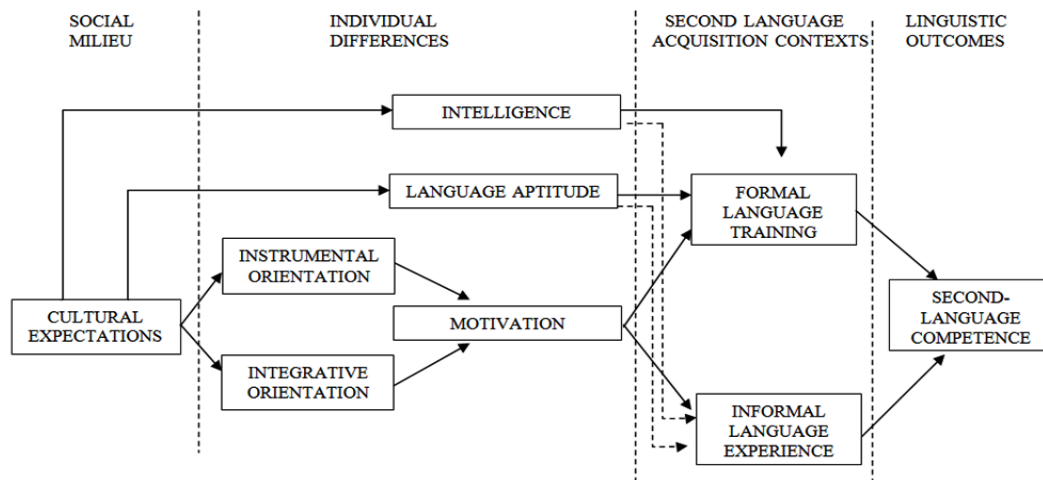 SOCIAL
MILIEU
INDIVIDUAL
DIFFERENCES
SECOND LANGUAGE
ACQUISITION CONTEXTS
LINGUISTIC
OUTCOMES
INTELLIGENCE
LANGUAGE APTITUDE
FORMAL
LANGUAGE
TRAINING
INSTRUMENTAL
ORIENTATION
CULTURAL
EXPECTATIONS
MOTIVATION
SECOND-
LANGUAGE
COMPETENCE
INTEGRATIVE
ORIENTATION
INFORMAL
LANGUAGE
EXPERIENCE